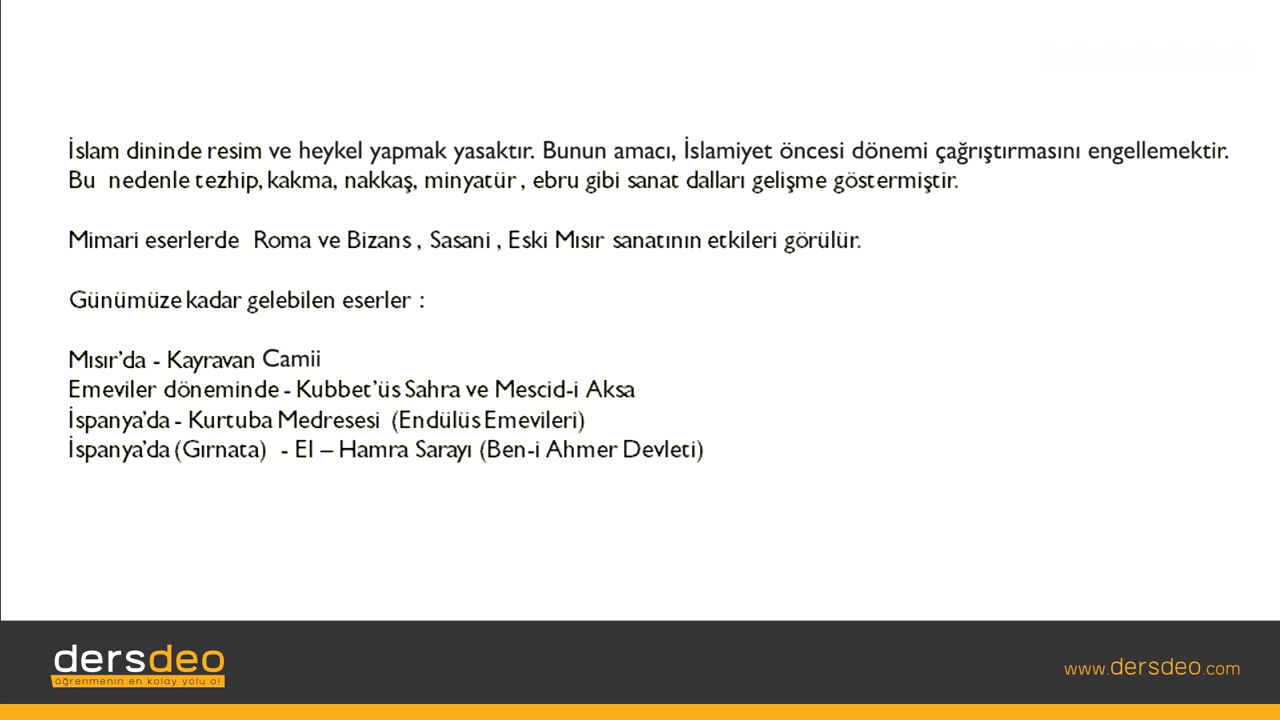 İslam dininde resim ve heykel yapmak yasaktır. Bunun amacı, İslamiyet öncesi dönemi çağrıştırmasını engellemektir.
Bu nedenle tezhip, kakma, nakkaş, minyatür , ebru gibi sanat dalları gelişme göstermiştir.
Mimari eserlerde Roma ve Bizans , Sasani , Eski Mısır sanatının etkileri görülür.
Günümüze kadar gelebilen eserler :
Mısır’da - Kayravan Camii
Emeviler döneminde - Kubbet’üs Sahra ve Mescid-i Aksa
İspanya’da - Kurtuba Medresesi (Endülüs Emevileri)
İspanya’da (Gırnata) - El – Hamra Sarayı (Ben-i Ahmer Devleti)
dersdeo
öğrenmenin en kolay yolu o!
www.dersdeo.com